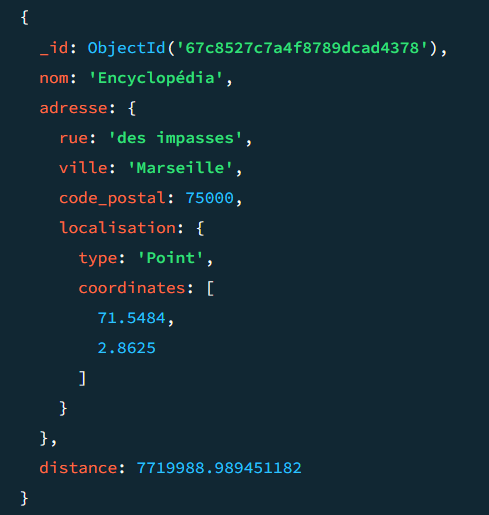 {
_id: ObjectId('67c8527c7a4f8789dcad4378'),
nom: 'Encyclopédia',
adresse: {
rue: 'des impasses',
ville: 'Marseille',
code_postal: 75000,
localisation: {
type: 'Point',
coordinates: [
71.5484,
2.8625
]
}
},
distance: 7719988.989451182
}